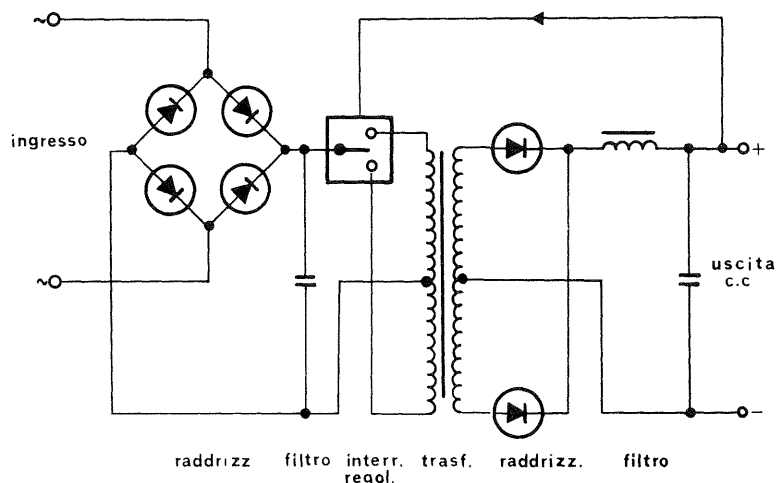 ~
ingresso
+
~
uscita
c.c
-
raddrizz filtro interr. trasf. raddrizz. filtro
regol.